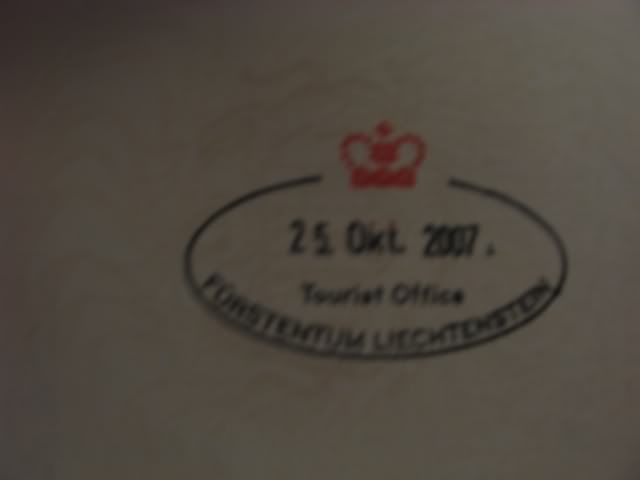 25 Okt. 2007.
Tourist Office
FÜRSTENTUM LIECHTENSTEIN